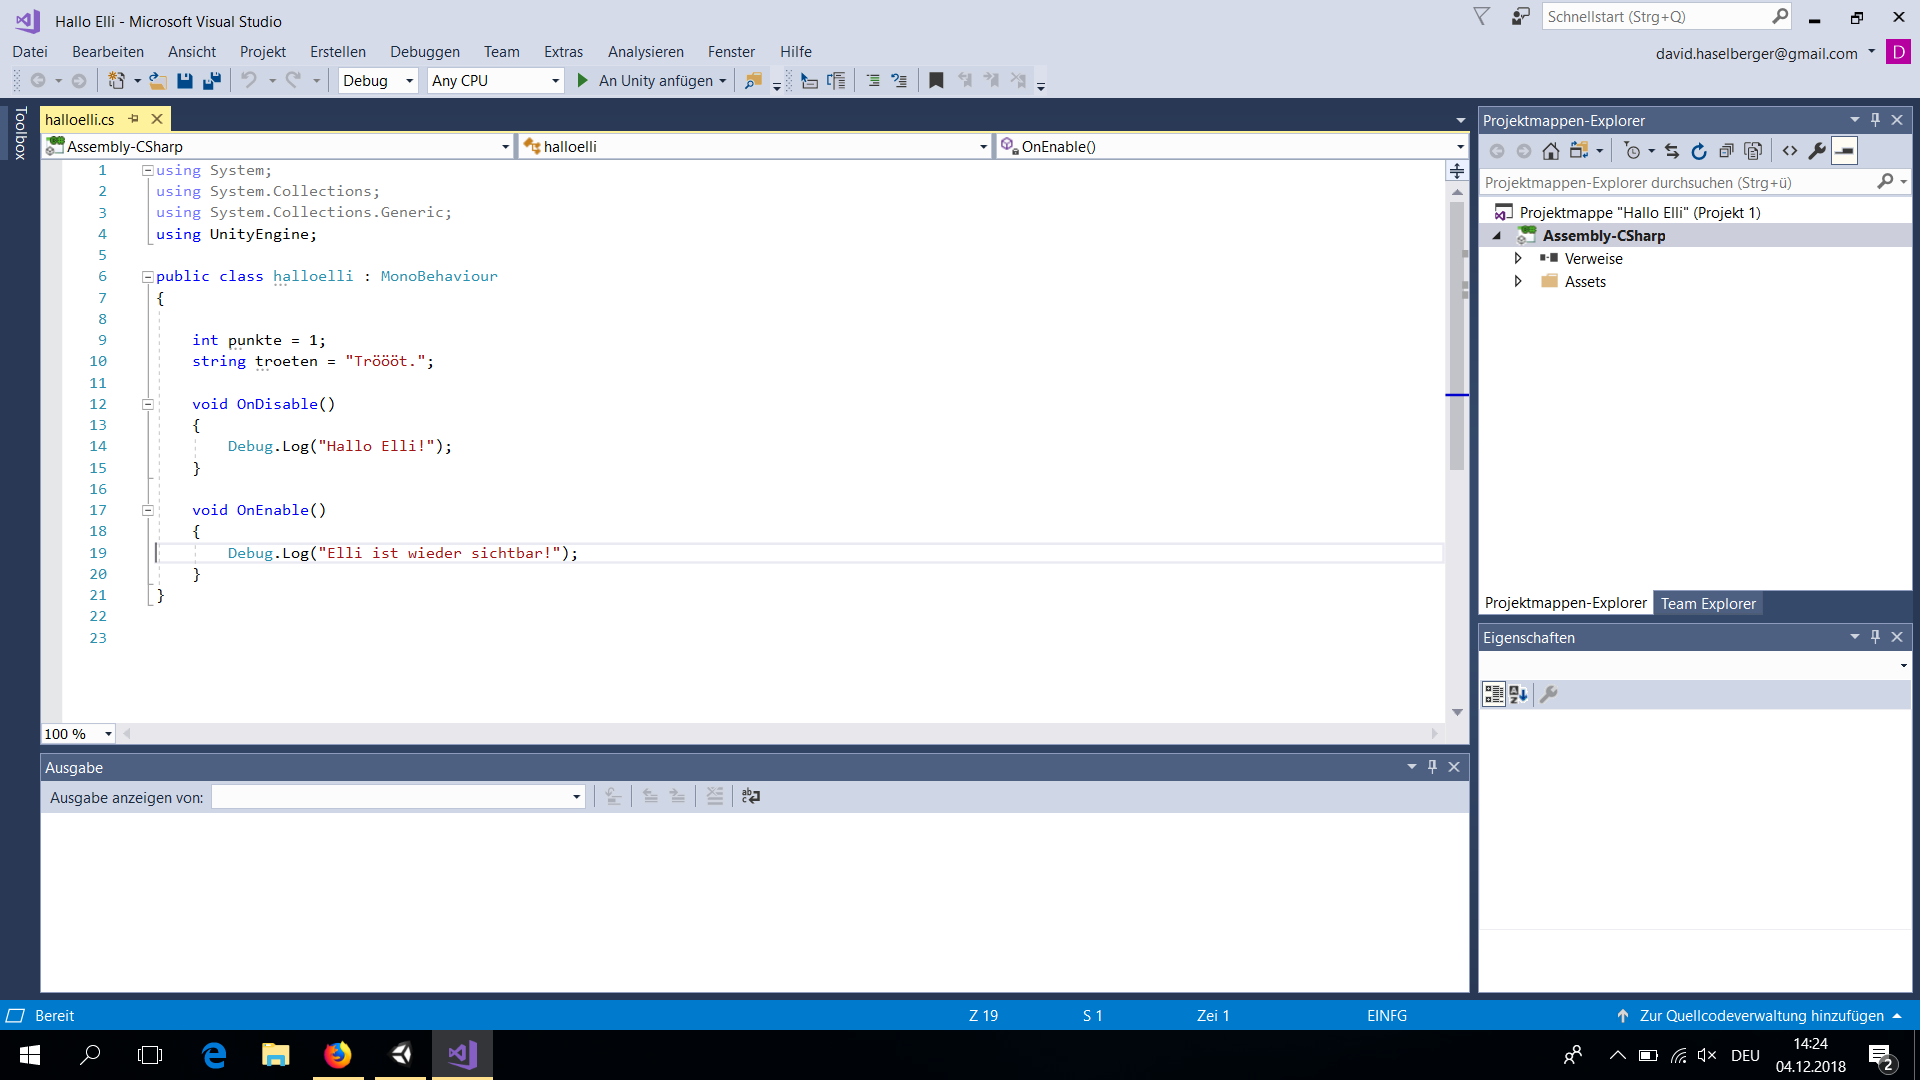 Hallo Elli - Microsoft Visual Studio
Schnellstart (Strg+Q)
Datei Bearbeiten Ansicht Projekt Erstellen Debuggen Team Extras Analysieren Fenster Hilfe
david.haselberger@gmail.com D
Debug Any CPU An Unity anfügen
Toolbox
halloelli.cs
Assembly-CSharp halloelli OnEnable()
1 using System;
2 using System.Collections;
3 using System.Collections.Generic;
4 using UnityEngine;
5
6 public class halloelli : MonoBehaviour
7 {
8
9 int punkte = 1;
10 string troeten = "Tröööt.";
11
12 void OnDisable()
13 {
14 Debug.Log("Hallo Elli!");
15 }
16
17 void OnEnable()
18 {
19 Debug.Log("Elli ist wieder sichtbar!");
20 }
21 }
22
23
100 %
Ausgabe
Ausgabe anzeigen von:
Projektmappen-Explorer
Projektmappen-Explorer durchsuchen (Strg+ü)
Projektmappe "Hallo Elli" (Projekt 1)
Assembly-CSharp
Verweise
Assets
Projektmappen-Explorer Team Explorer
Eigenschaften
Bereit Z 19 S 1 Zei 1 EINFG Zur Quellcodeverwaltung hinzufügen
DEU
14:24
04.12.2018
2